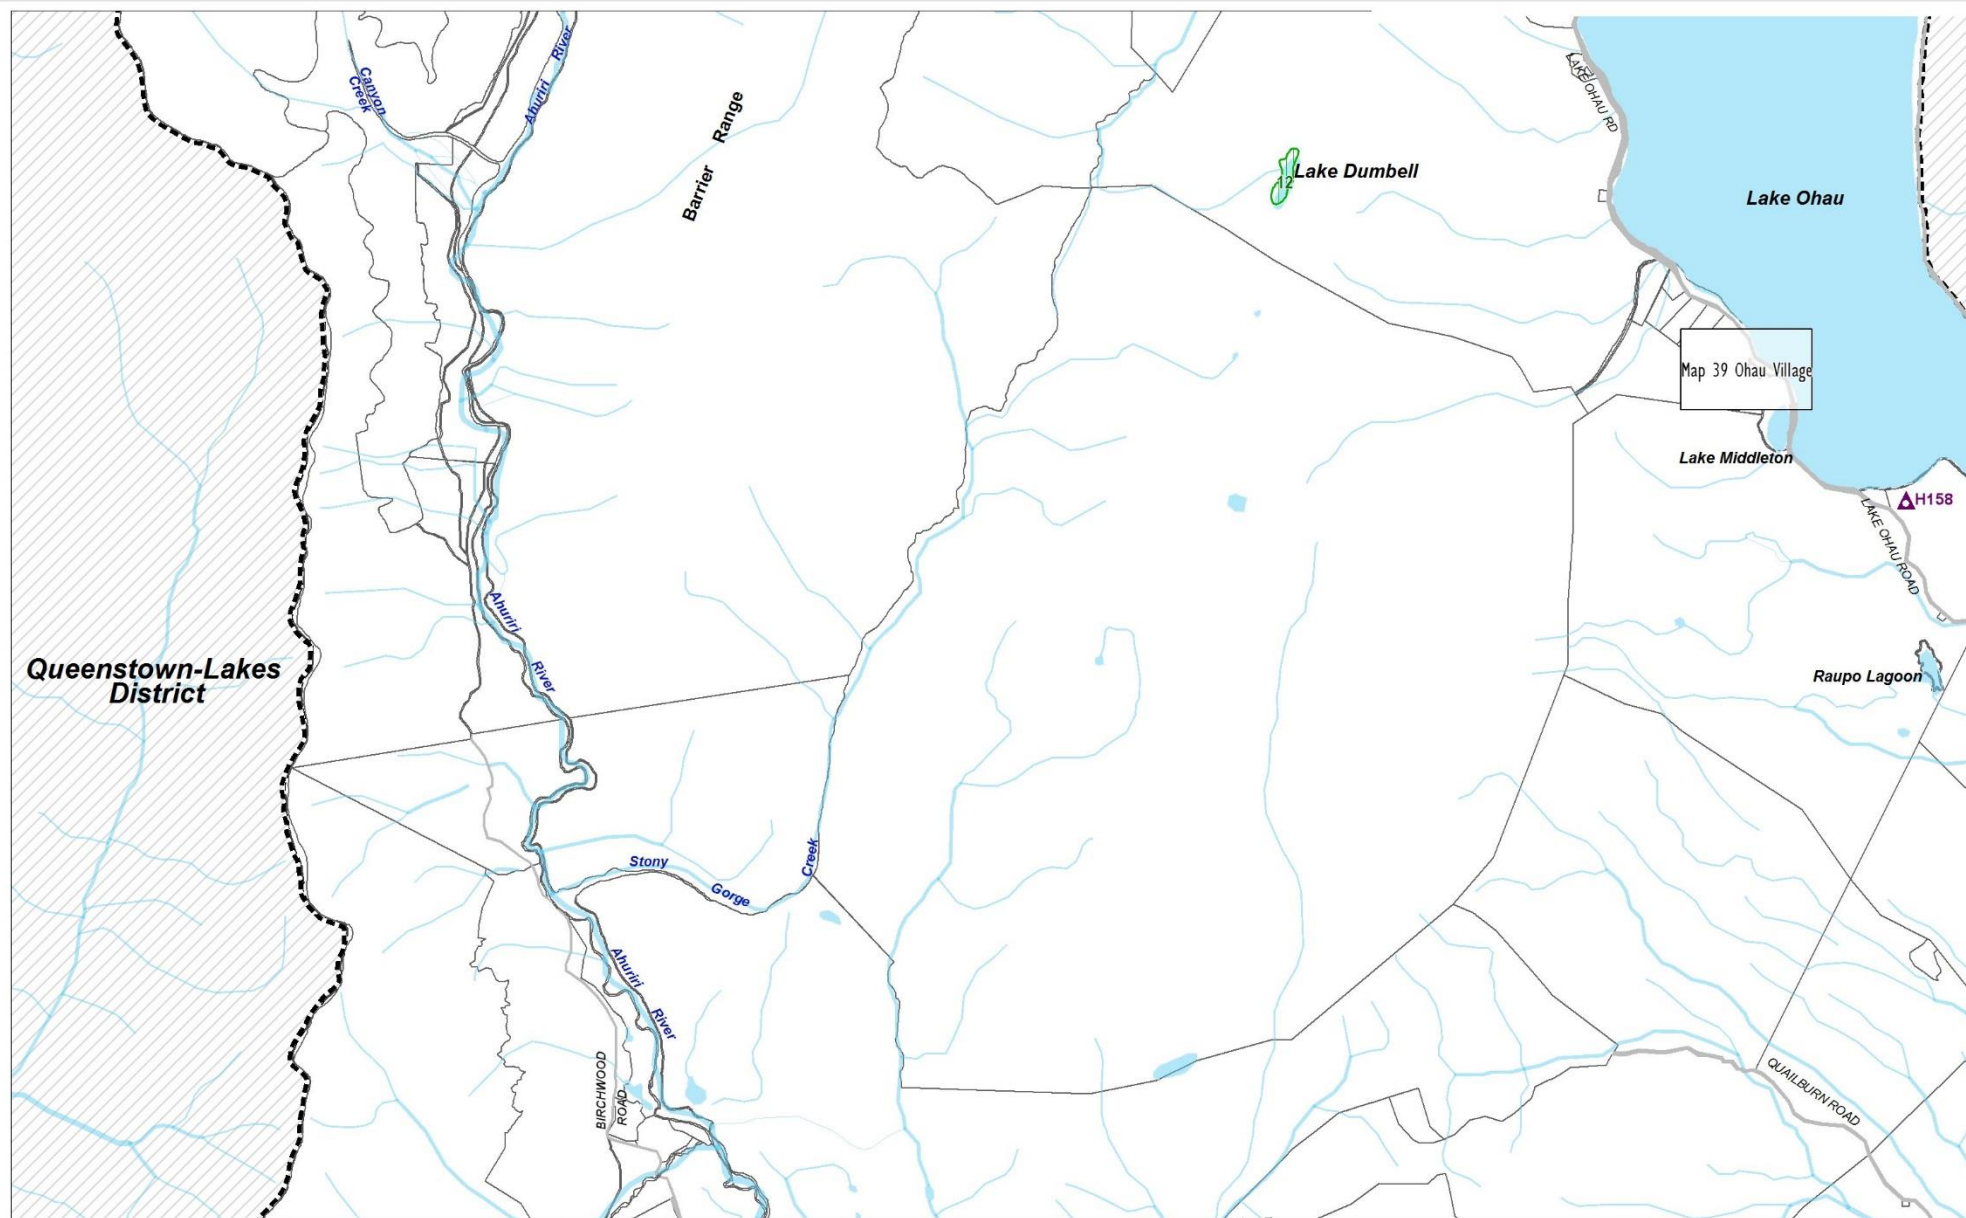 Canyon
Creek
Ahuriri River
Barrier Range
LAKE OHAU RD
12
Lake Dumbell
Lake Ohau
Map 39 Ohau Village
Lake Middleton
H158
LAKE OHAU ROAD
Ahuriri
River
Queenstown-Lakes
District
Raupo Lagoon
Stony
Gorge
Creek
Ahuriri
River
BIRCHWOOD
ROAD
QUAILBURN ROAD